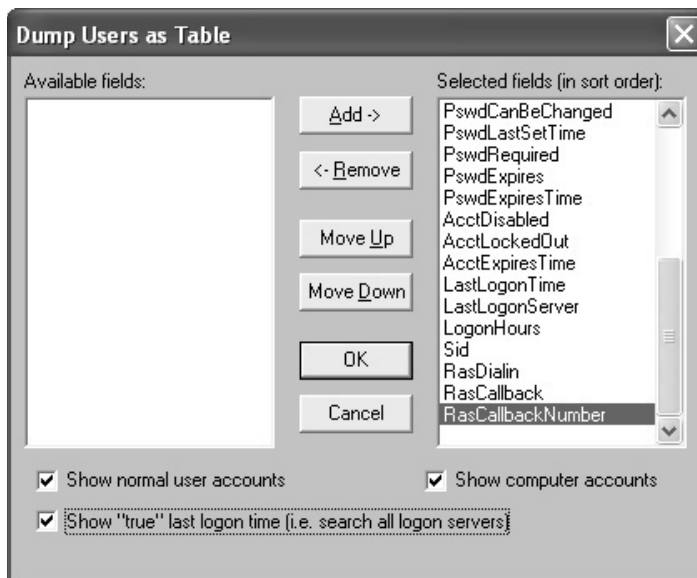 Dump Users as Table
Available fields:
Selected fields (in sort order):
Add ->
<- Remove
Move Up
Move Down
OK
Cancel
PswdCanBeChanged
PswdLastSetTime
PswdRequired
PswdExpires
PswdExpiresTime
AcctDisabled
AcctLockedOut
AcctExpiresTime
LastLogonTime
LastLogonServer
LogonHours
Sid
RasDialin
RasCallback
RasCallbackNumber
Show normal user accounts
Show computer accounts
Show "true" last logon time (i.e. search all logon servers)